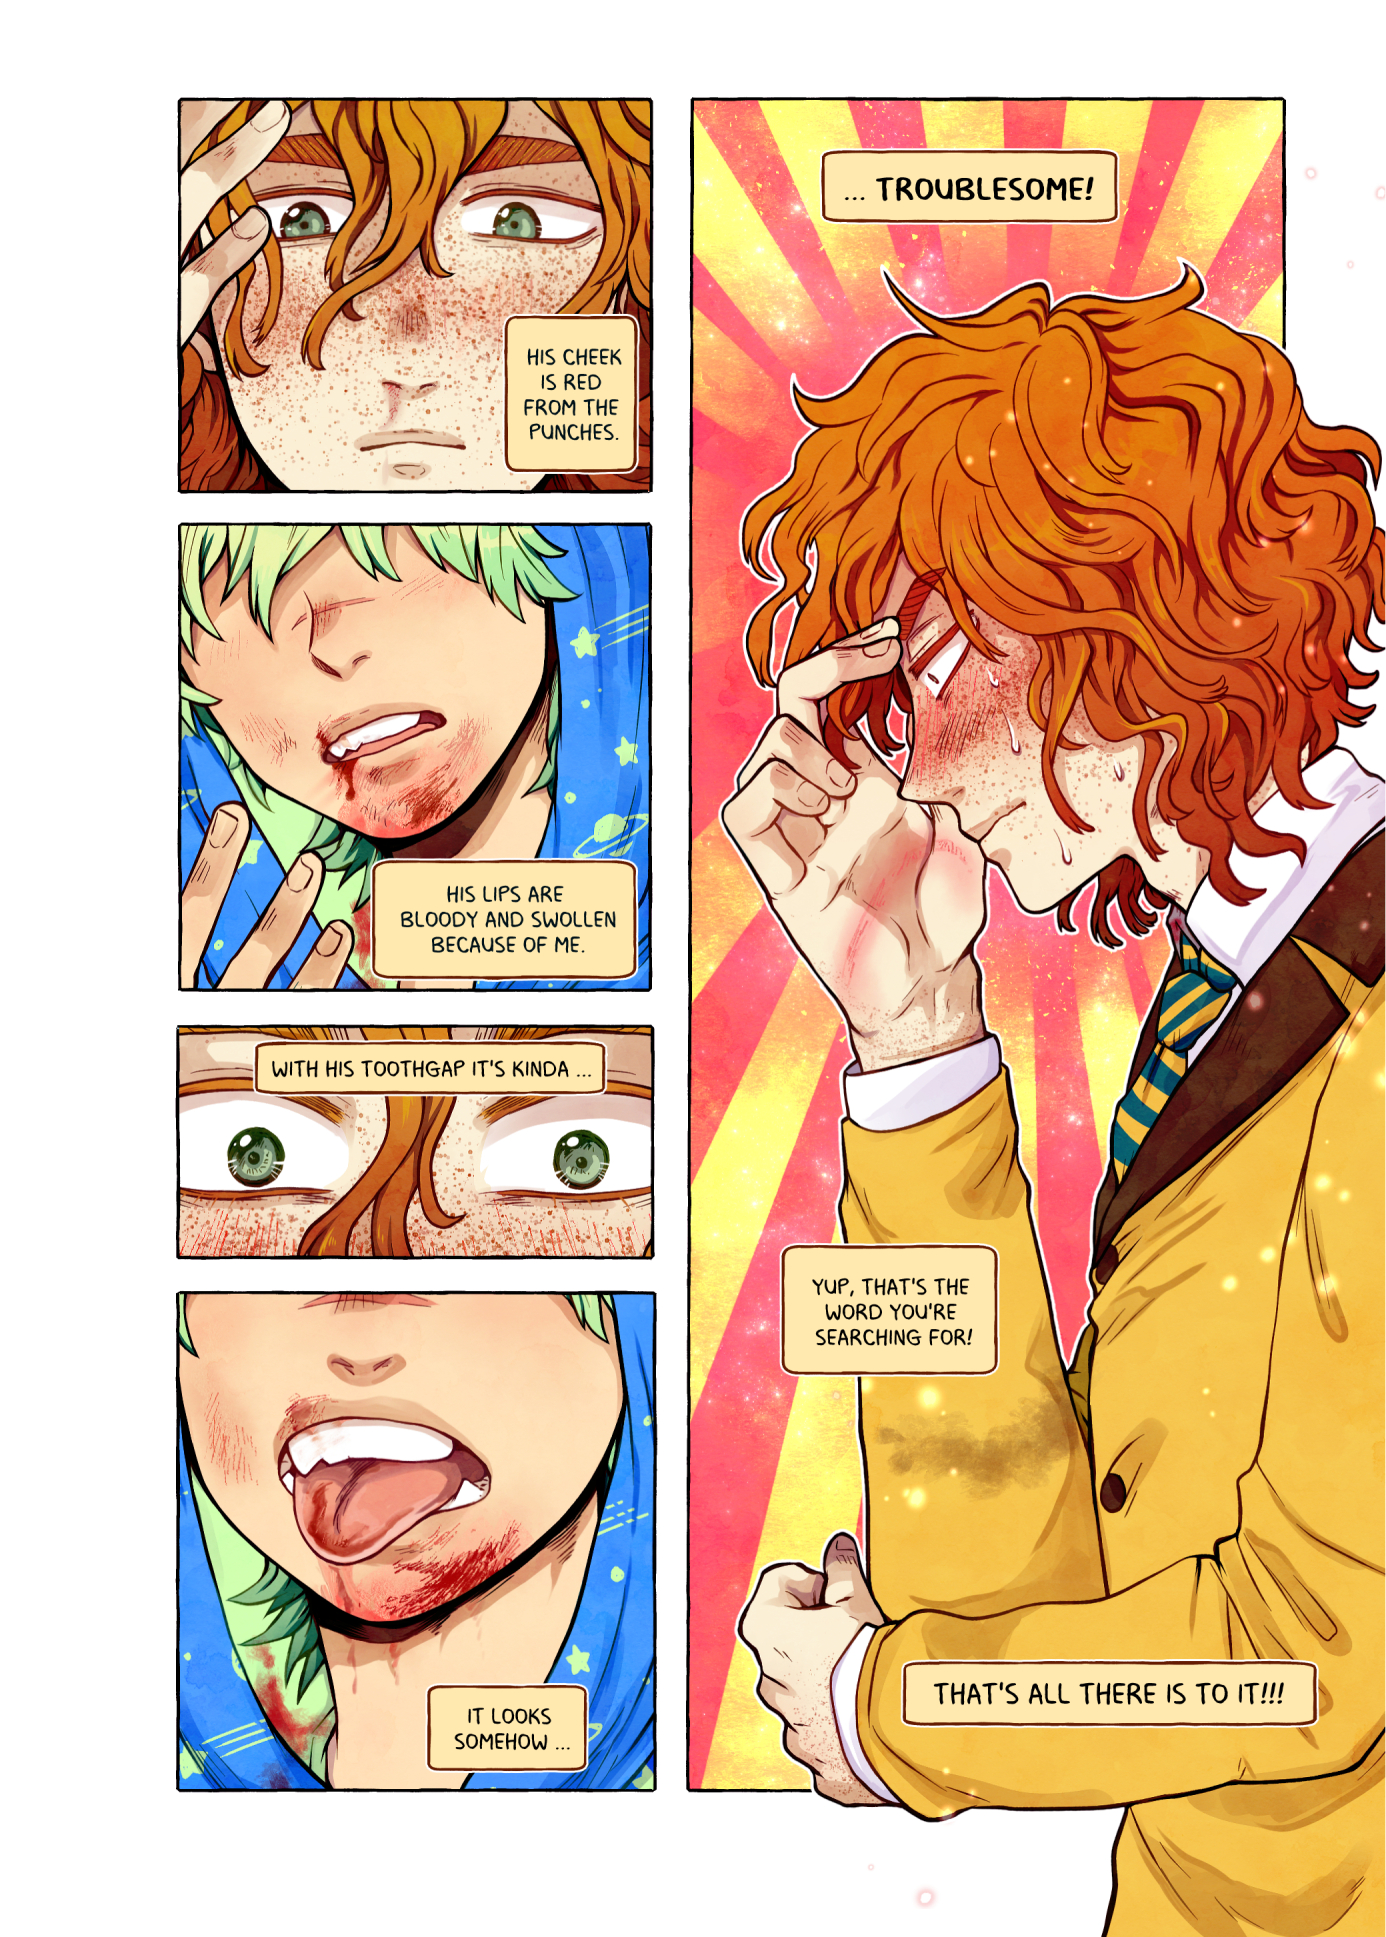 HIS CHEEK
IS RED
FROM THE
PUNCHES.
HIS LIPS ARE
BLOODY AND SWOLLEN
BECAUSE OF ME.
WITH HIS TOOTHGAP IT'S KINDA ...
IT LOOKS
SOMEHOW ...
... TROUBLESOME!
YUP, THAT'S THE
WORD YOU'RE
SEARCHING FOR!
THAT'S ALL THERE IS TO IT!!!